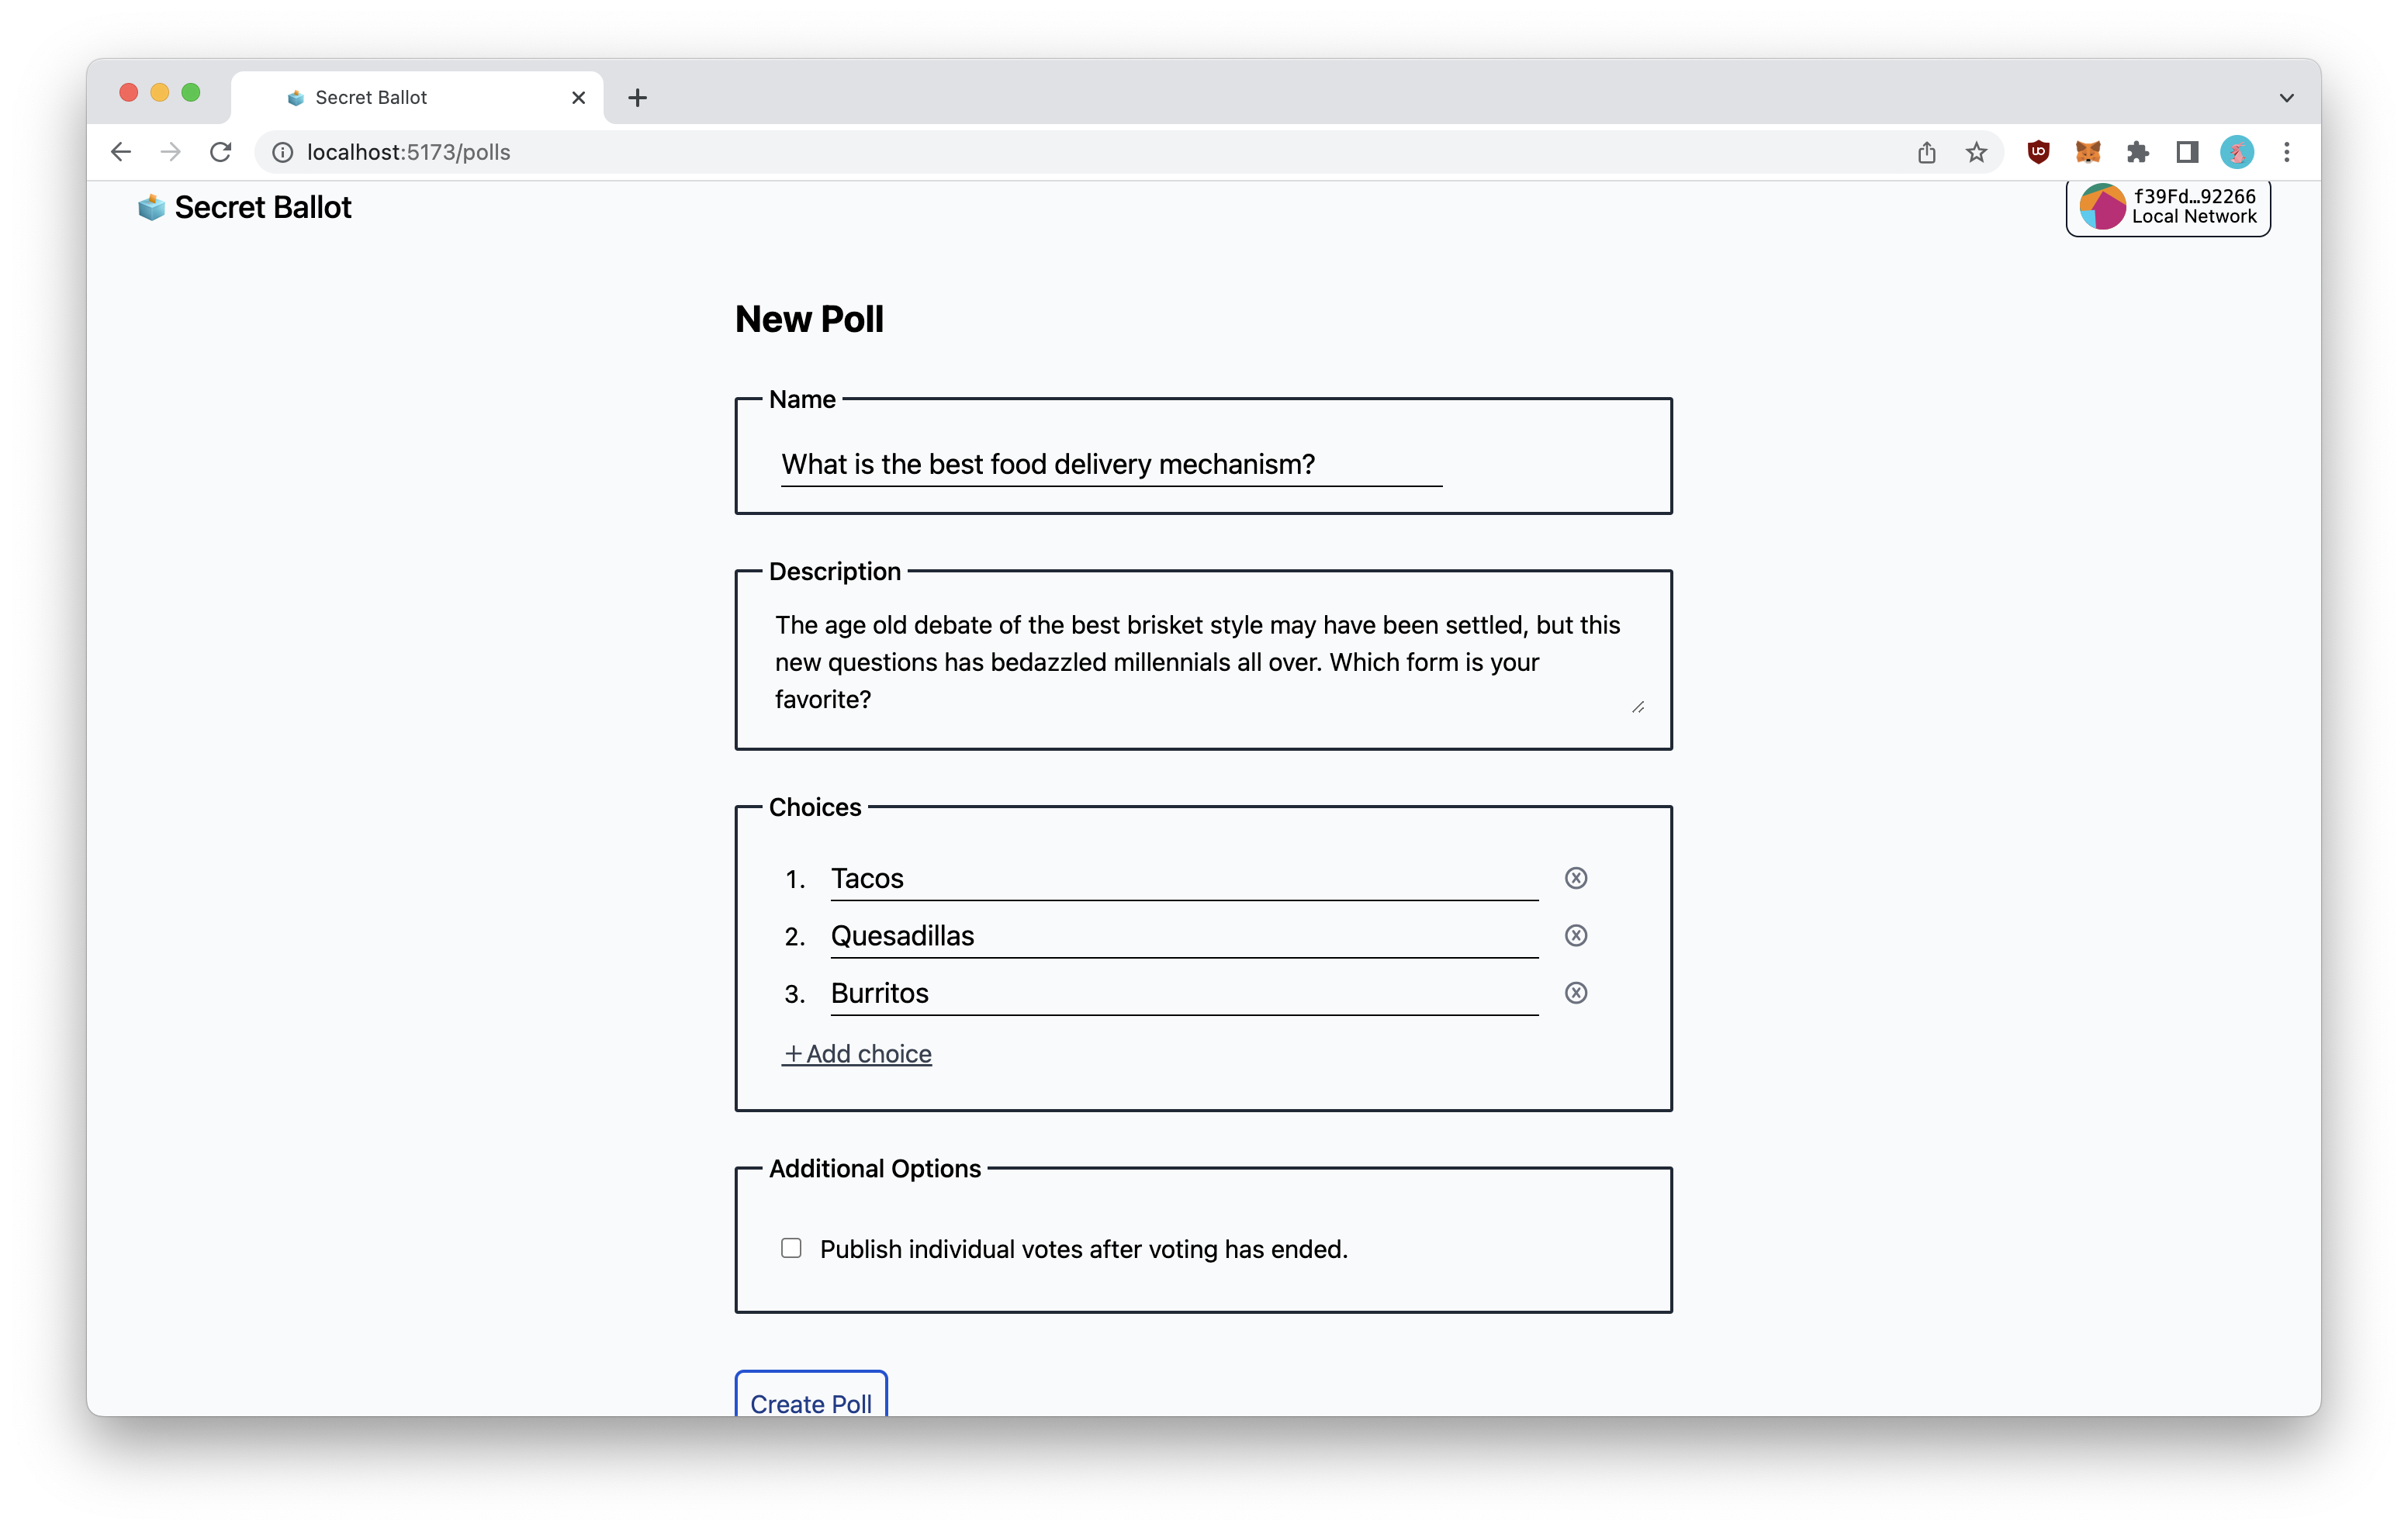 Secret Ballot
localhost:5173/polls
Secret Ballot
f39Fd…92266
Local Network
New Poll
Name
What is the best food delivery mechanism?
Description
The age old debate of the best brisket style may have been settled, but this
new questions has bedazzled millennials all over. Which form is your
favorite?
Choices
1. Tacos
2. Quesadillas
3. Burritos
+Add choice
Additional Options
Publish individual votes after voting has ended.
Create Poll